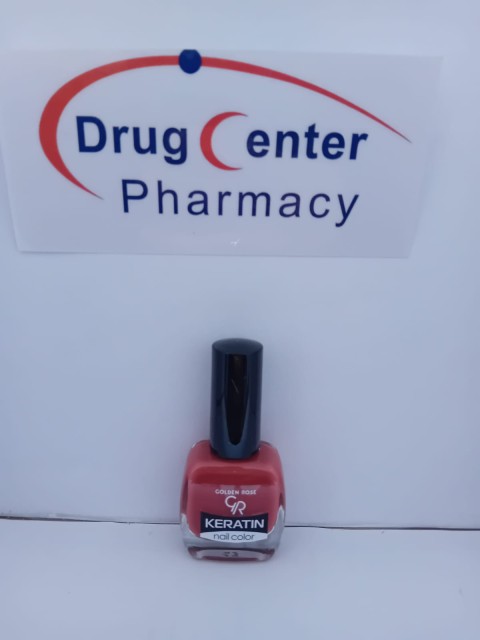 Drug Center
Pharmacy
GOLDEN ROSE
GR
KERATIN
nail color